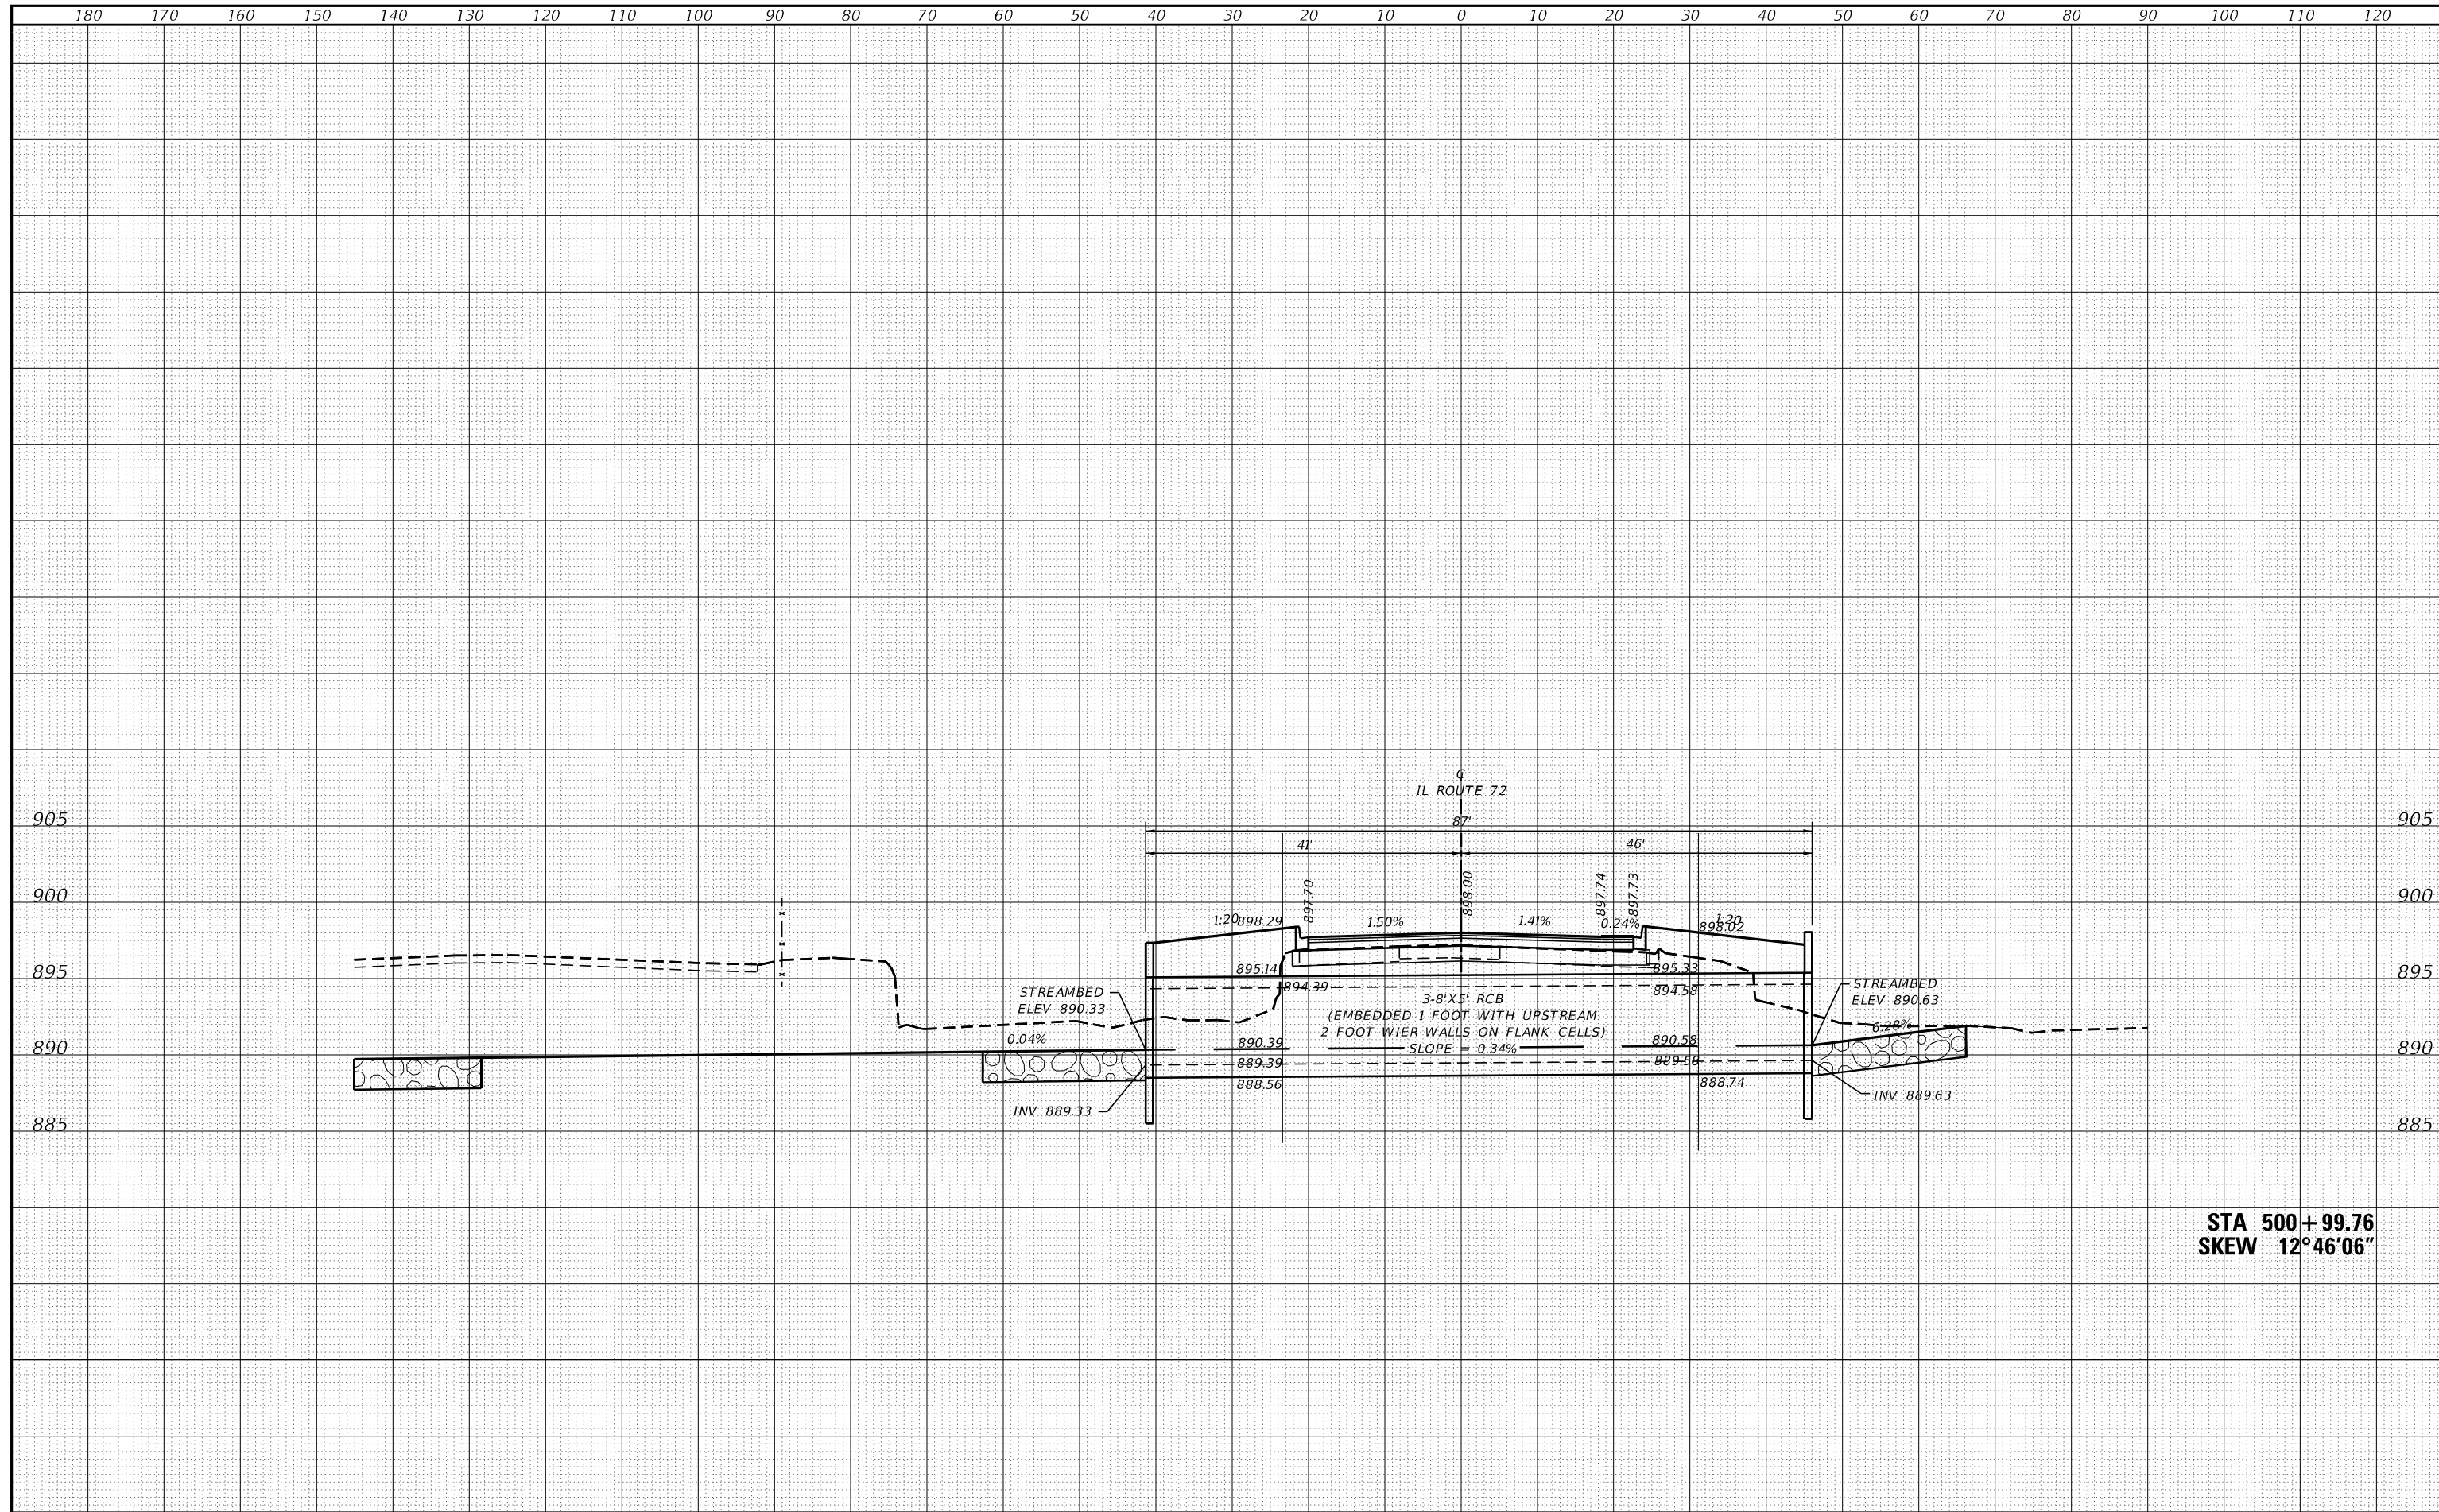 180 170 160 150 140 130 120 110 100 90 80 70 60 50 40 30 20 10 0 10 20 30 40 50 60 70 80 90 100 110 120
℄
IL ROUTE 72
905 87' 905
41' 46'
900 897.70 898.00 897.74 897.73 900
1:20 898.29 1.50% 1.41% 0.24% 1:20
898.02
895 895.14 895.33 895
894.39 894.58
STREAMBED
ELEV 890.33
3-8'X5' RCB
(EMBEDDED 1 FOOT WITH UPSTREAM
2 FOOT WIER WALLS ON FLANK CELLS)
SLOPE = 0.34%
STREAMBED
ELEV 890.63
6.28%
0.04%
890 890.39 890.58 890
889.39 889.58
888.56 888.74
INV 889.33 INV 889.63
885 885
STA 500+99.76
SKEW 12°46'06"